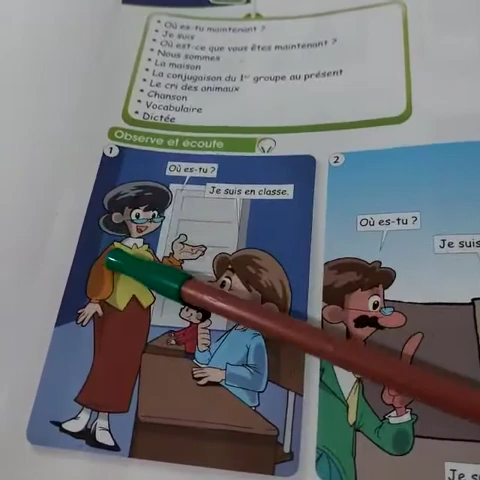 * Où es-tu maintenant ?
* Je suis
* Où est-ce que vous êtes maintenant ?
* Nous sommes
* La maison
* La conjugaison du 1er groupe au présent
* Le cri des animaux
* Chanson
* Vocabulaire
* Dictée
Observe et écoute
1
Où es-tu ?
Je suis en classe.
2
Où es-tu ?
Je suis
Je s